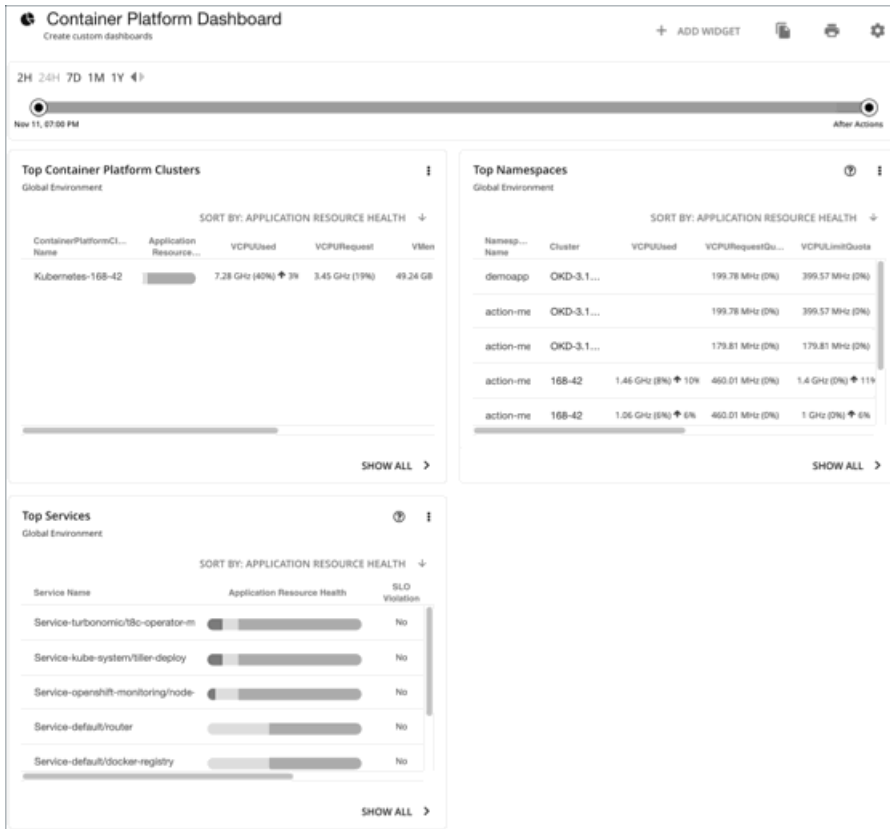 Container Platform Dashboard
Create custom dashboards
+ ADD WIDGET
2H 24H 7D 1M 1Y
Nov 11, 07:00 PM
After Actions
Top Container Platform Clusters
Global Environment
SORT BY: APPLICATION RESOURCE HEALTH
ContainerPlatformCl... Name
Application Resource...
VCPUUsed
VCPURequest
VMen
Kubernetes-168-42 7.28 GHz (40%) 3% 3.45 GHz (19%) 49.24 GB
SHOW ALL
Top Namespaces
Global Environment
SORT BY: APPLICATION RESOURCE HEALTH
Namesp... Name
Cluster
VCPUUsed
VCPURequestQu...
VCPULimitQuota
demoapp OKD-3.1... 199.78 MHz (0%) 399.57 MHz (0%)
action-me OKD-3.1... 199.78 MHz (0%) 399.57 MHz (0%)
action-me OKD-3.1... 179.81 MHz (0%) 179.81 MHz (0%)
action-me 168-42 1.46 GHz (8%) 10% 460.01 MHz (0%) 1.4 GHz (0%) 11%
action-me 168-42 1.06 GHz (6%) 6% 460.01 MHz (0%) 1 GHz (0%) 6%
SHOW ALL
Top Services
Global Environment
SORT BY: APPLICATION RESOURCE HEALTH
Service Name
Application Resource Health
SLO Violation
Service-turbonomic/t8c-operator-m No
Service-kube-system/tiller-deploy No
Service-openshift-monitoring/node- No
Service-default/router No
Service-default/docker-registry No
SHOW ALL